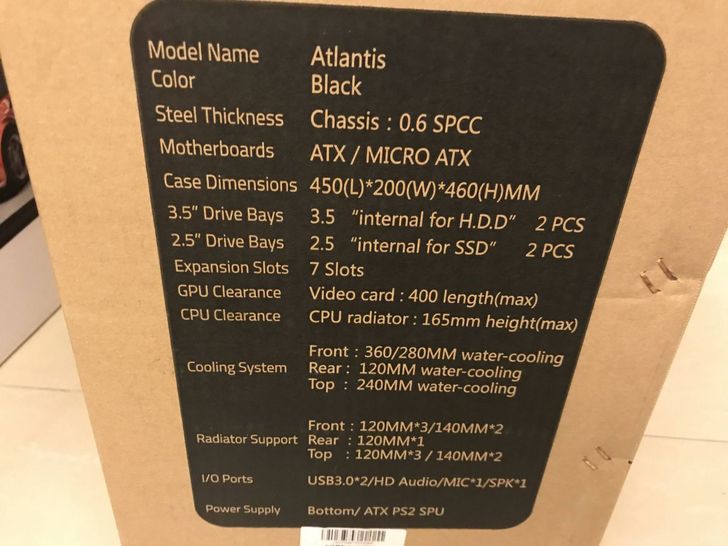 Model Name Atlantis
Color Black
Steel Thickness Chassis : 0.6 SPCC
Motherboards ATX / MICRO ATX
Case Dimensions 450(L)*200(W)*460(H)MM
3.5" Drive Bays 3.5 "internal for H.D.D" 2 PCS
2.5" Drive Bays 2.5 "internal for SSD" 2 PCS
Expansion Slots 7 Slots
GPU Clearance Video card : 400 length(max)
CPU Clearance CPU radiator : 165mm height(max)
Cooling System Front : 360/280MM water-cooling
Rear : 120MM water-cooling
Top : 240MM water-cooling
Radiator Support Front : 120MM*3/140MM*2
Rear : 120MM*1
Top : 120MM*3 / 140MM*2
I/O Ports USB3.0*2/HD Audio/MIC*1/SPK*1
Power Supply Bottom/ ATX PS2 SPU